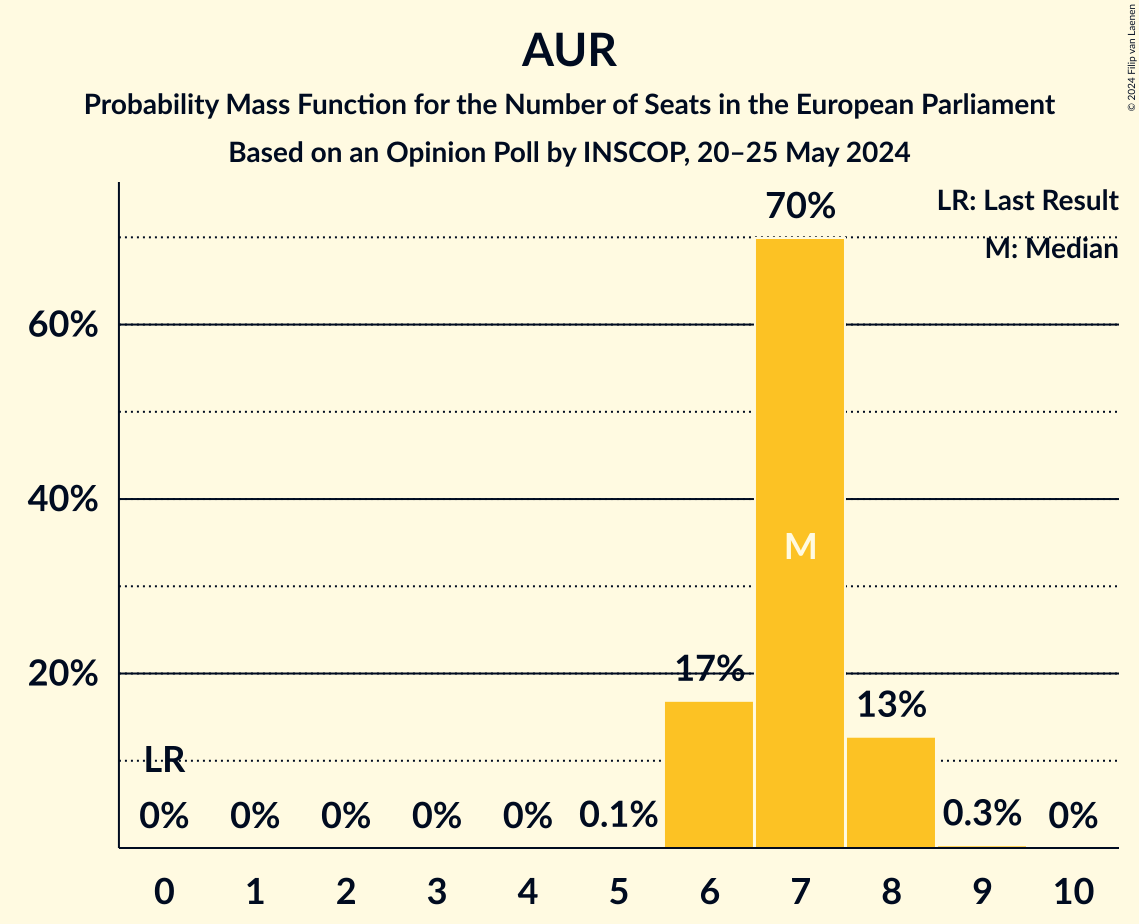 AUR
Probability Mass Function for the Number of Seats in the European Parliament
Based on an Opinion Poll by INSCOP, 20–25 May 2024
© 2024 Filip van Laenen
LR: Last Result
M: Median
70%
60%
40%
M
20%
17%
13%
LR
0% 0% 0% 0% 0% 0.1% 0.3% 0%
0 1 2 3 4 5 6 7 8 9 10